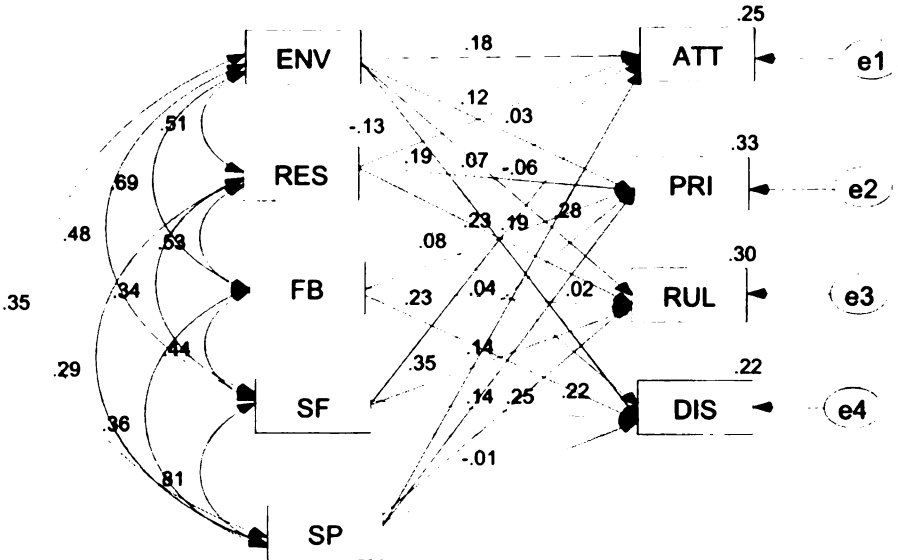 .25
ENV
.18
ATT
e1
.12
.03
.51
-.13
.33
.19
.07
-.06
RES
PRI
e2
.69
.28
.23
.19
.48
.53
.08
.30
FB
.34
.23
.04
.02
RUL
e3
.35
.44
.14
.35
.22
.29
.14
.25
.22
SF
DIS
e4
.36
-.01
.81
SP